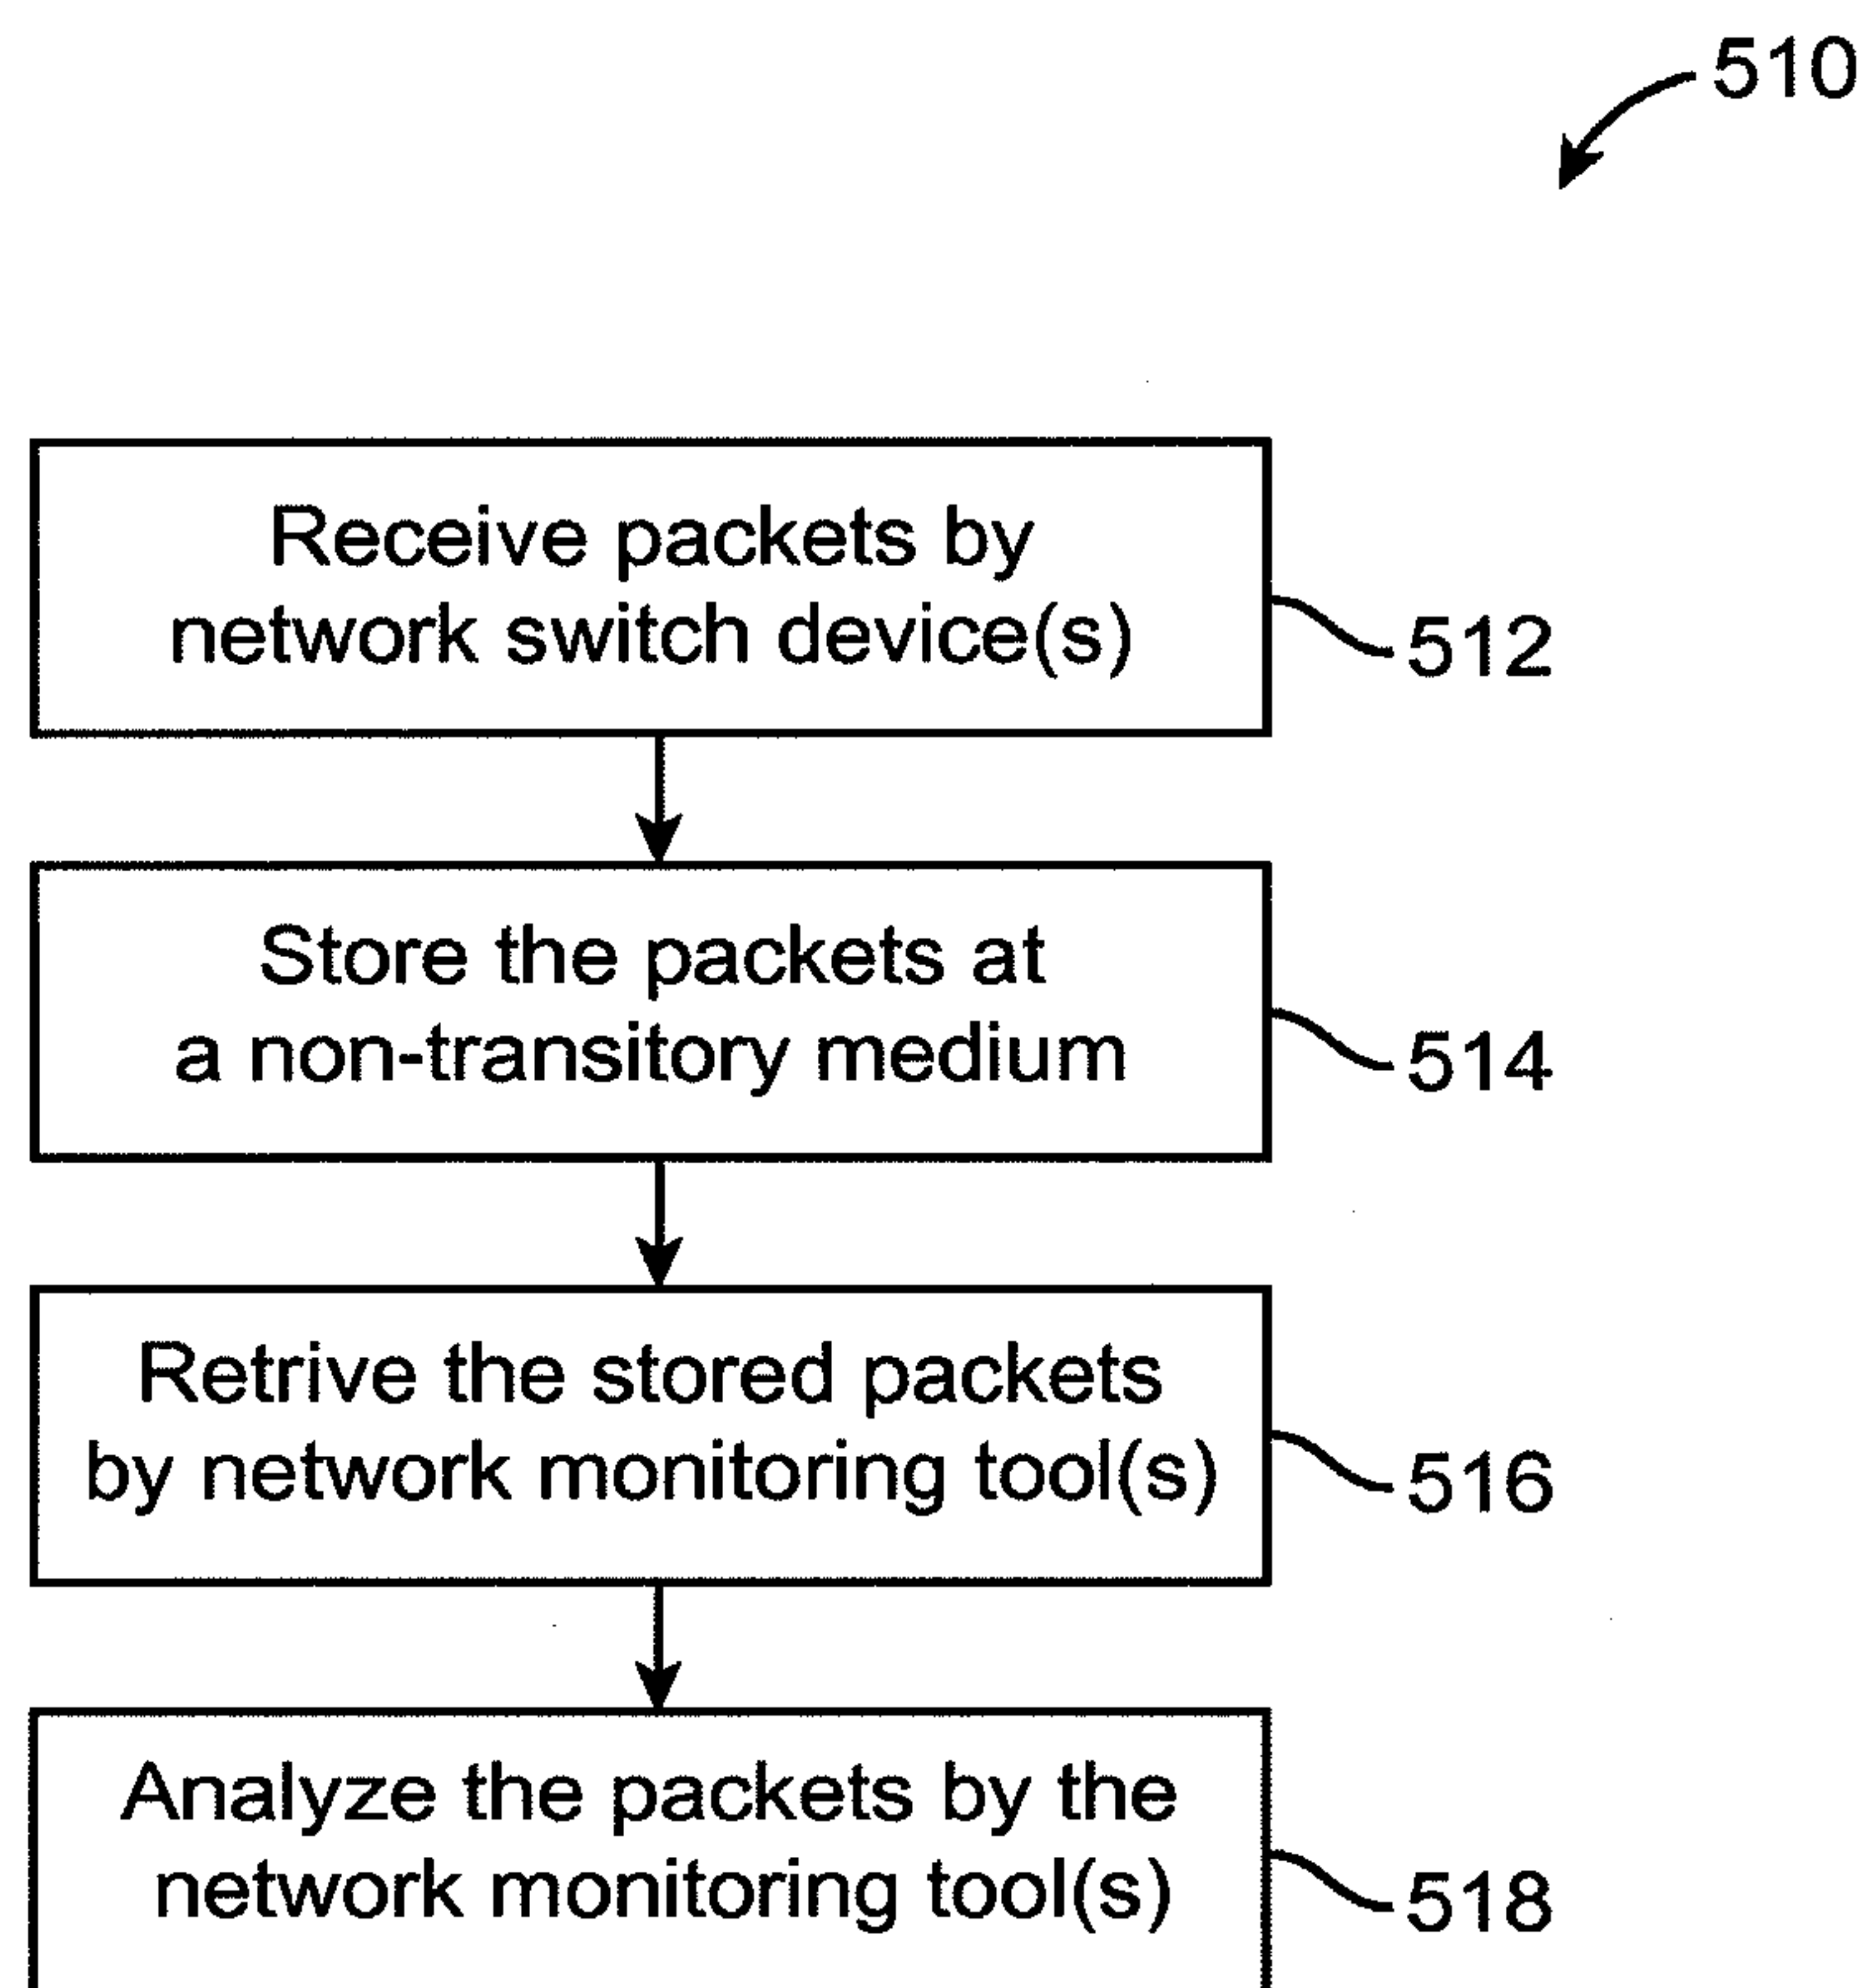 510
Receive packets by
network switch device(s)
512
Store the packets at
a non-transitory medium
514
Retrive the stored packets
by network monitoring tool(s)
516
Analyze the packets by the
network monitoring tool(s)
518